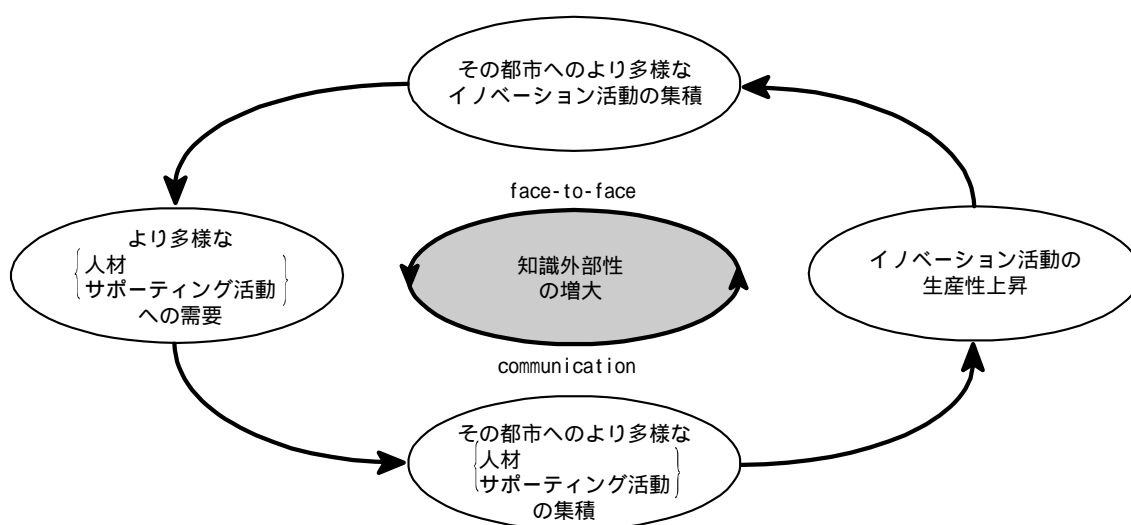 その都市へのより多様な
イノベーション活動の集積
face-to-face
より多様な
人材
サポーティング活動
への需要
知識外部性
の増大
イノベーション活動の
生産性上昇
communication
その都市へのより多様な
人材
サポーティング活動
の集積